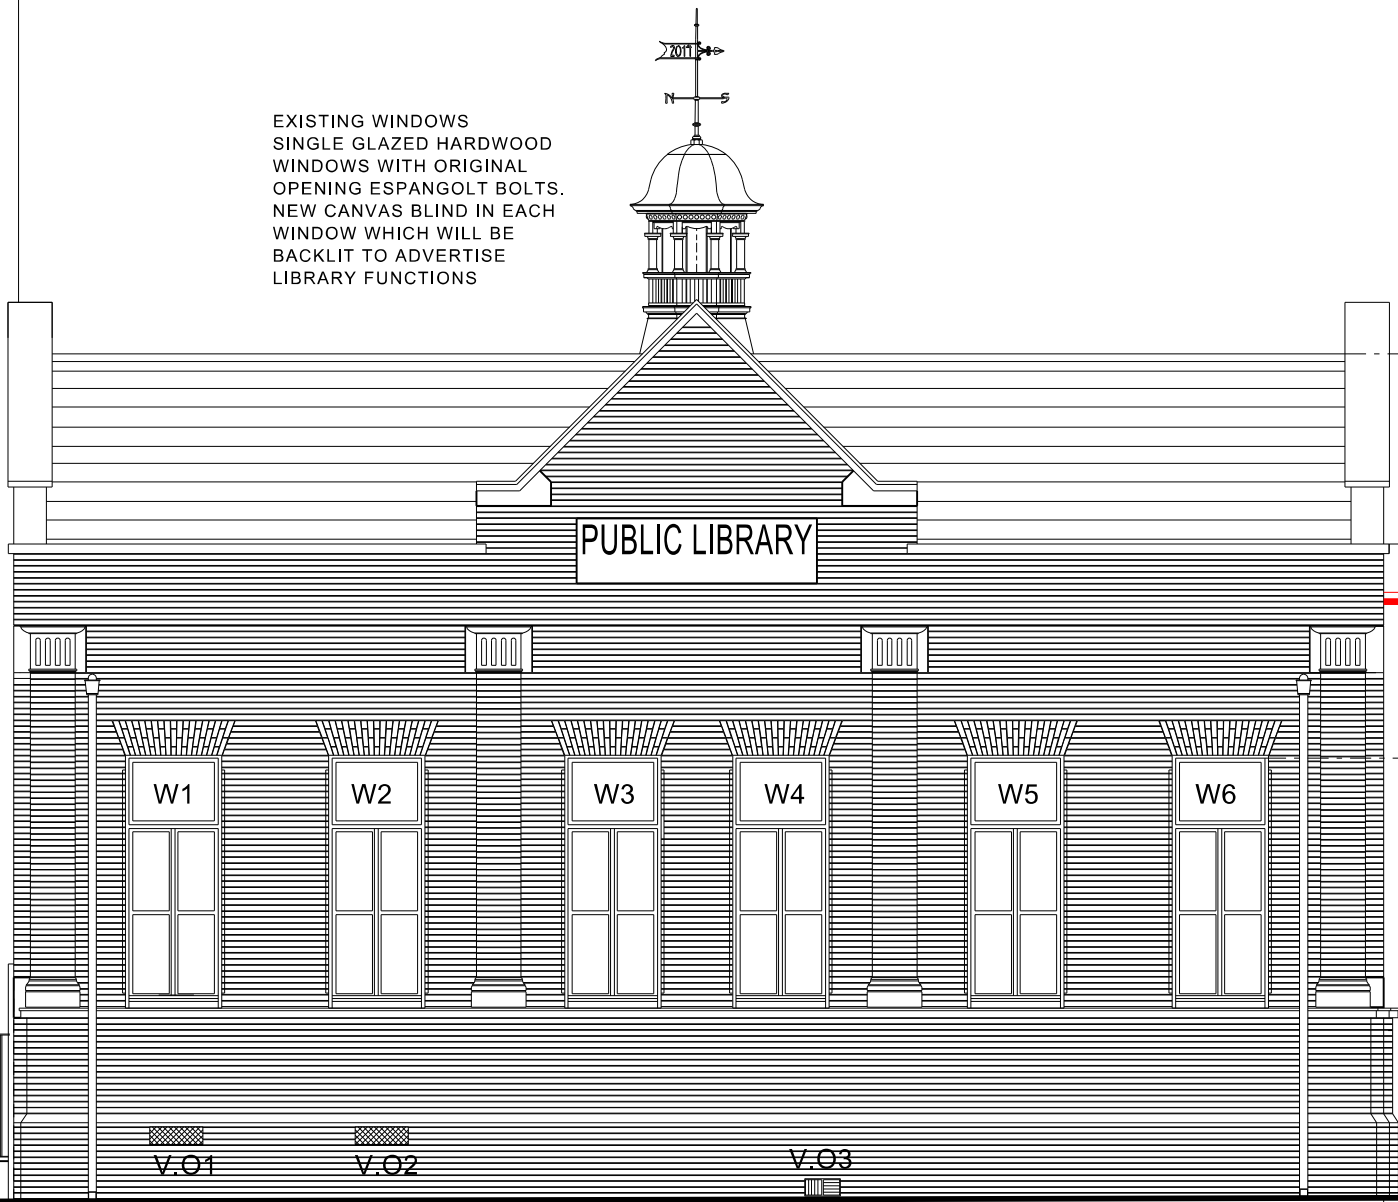 2017
N S
EXISTING WINDOWS
SINGLE GLAZED HARDWOOD
WINDOWS WITH ORIGINAL
OPENING ESPANGOLT BOLTS.
NEW CANVAS BLIND IN EACH
WINDOW WHICH WILL BE
BACKLIT TO ADVERTISE
LIBRARY FUNCTIONS
PUBLIC LIBRARY
W1 W2 W3 W4 W5 W6
V.O1 V.O2 V.O3